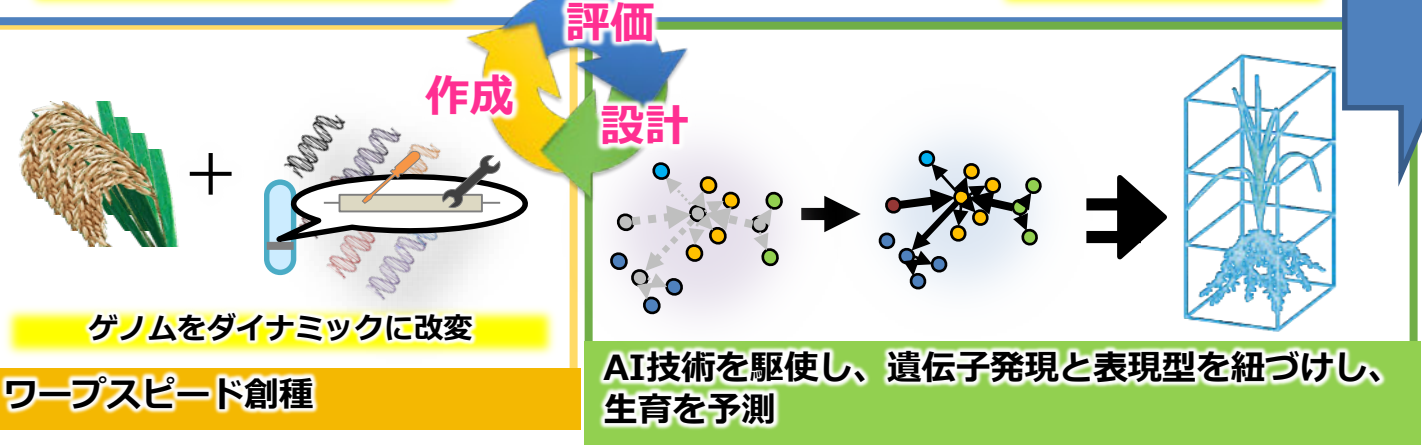 評価
作成
設計
ゲノムをダイナミックに改変
ワープスピード創種
AI技術を駆使し、遺伝子発現と表現型を紐づけし、
生育を予測